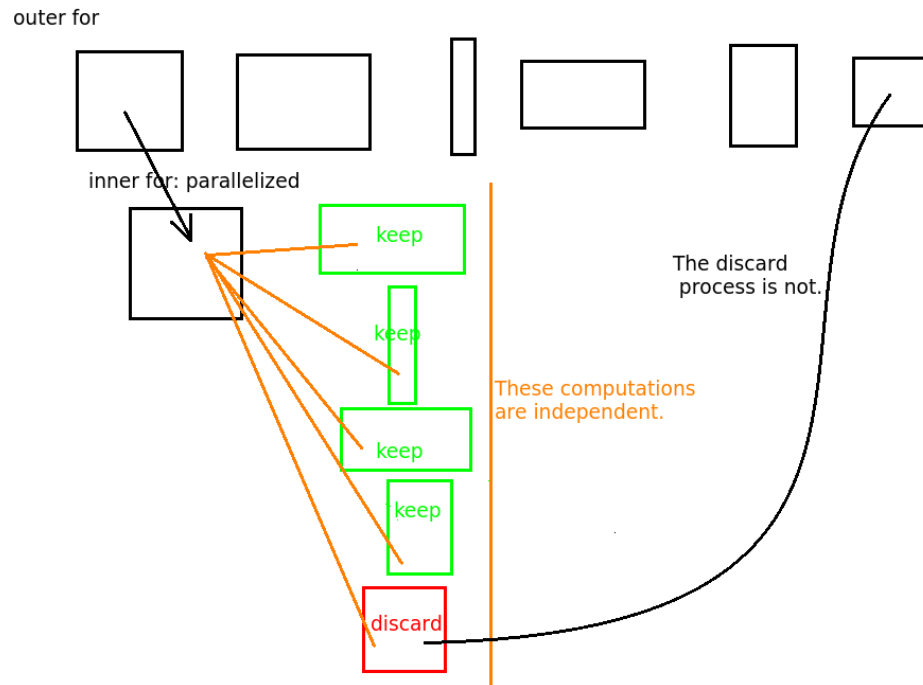 outer for
inner for: parallelized
keep
The discard
process is not.
keep
These computations
are independent.
keep
keep
discard